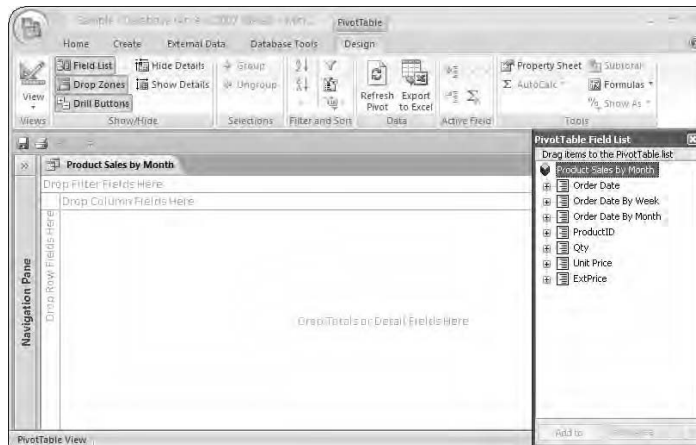 PivotTable
Home Create External Data Database Tools Design
View
Views
Field List
Drop Zones
Drill Buttons
Hide Details
Show Details
Show/Hide
Group
Ungroup
Selections
Filter and Sort
Refresh Pivot
Export to Excel
Data
Active Field
Property Sheet
Σ AutoCalc
Subtotal
Formulas
Show As
Tools
Product Sales by Month
Drop Filter Fields Here
Drop Column Fields Here
Drop Row Fields Here
Drop Totals or Detail Fields Here
Navigation Pane
PivotTable Field List
Drag items to the PivotTable list
Product Sales by Month
Order Date
Order Date By Week
Order Date By Month
ProductID
Qty
Unit Price
ExtPrice
Add to
PivotTable View